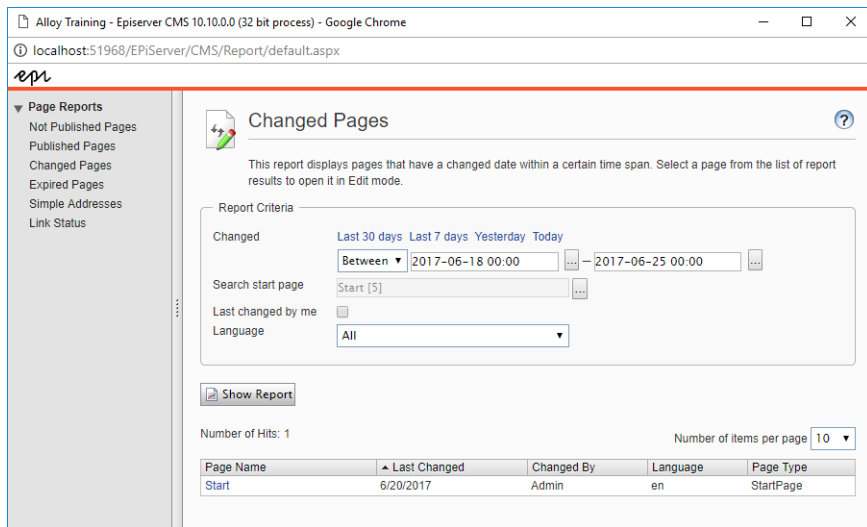 Alloy Training - Episerver CMS 10.10.0.0 (32 bit process) - Google Chrome
localhost:51968/EPiServer/CMS/Report/default.aspx
epi
Page Reports
Not Published Pages
Published Pages
Changed Pages
Expired Pages
Simple Addresses
Link Status
Changed Pages
?
This report displays pages that have a changed date within a certain time span. Select a page from the list of report
results to open it in Edit mode.
Report Criteria
Changed Last 30 days Last 7 days Yesterday Today
Between 2017-06-18 00:00 ... – 2017-06-25 00:00 ...
Search start page Start [5] ...
Last changed by me
Language All
Show Report
Number of Hits: 1 Number of items per page 10
Page Name Last Changed Changed By Language Page Type
Start 6/20/2017 Admin en StartPage